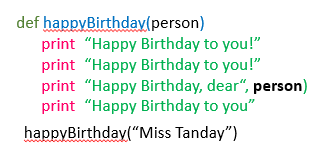 def happyBirthday(person)
print “Happy Birthday to you!”
print “Happy Birthday to you!”
print “Happy Birthday, dear“, person)
print “Happy Birthday to you”
happyBirthday(“Miss Tanday”)